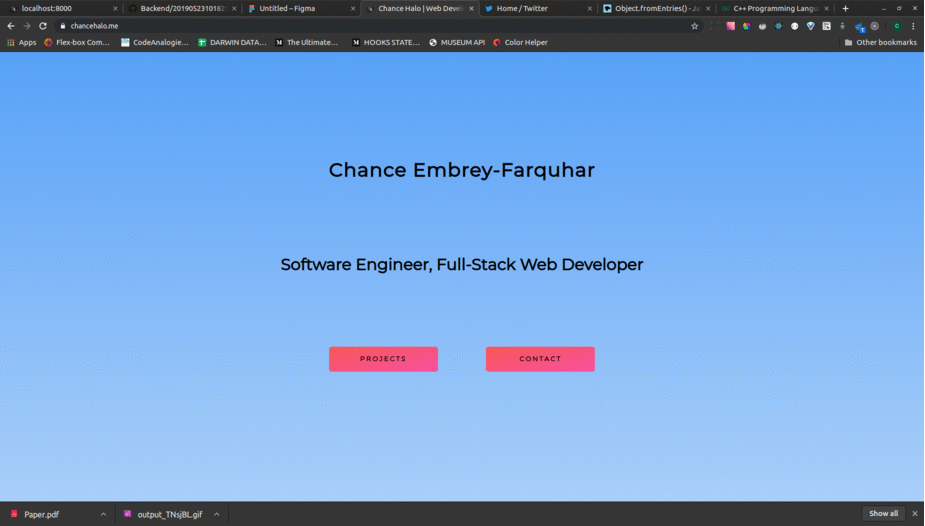 localhost:8000
Backend/2019052310182
Untitled – Figma
Chance Halo | Web Devel
Home / Twitter
Object.fromEntries() - Ja
C++ Programming Langu
chancehalo.me
Apps
Flex-box Com…
CodeAnalogie…
DARWIN DATA…
The Ultimate…
HOOKS STATE…
MUSEUM API
Color Helper
Other bookmarks
Chance Embrey-Farquhar
Software Engineer, Full-Stack Web Developer
PROJECTS
CONTACT
Paper.pdf
output_TNsjBL.gif
Show all